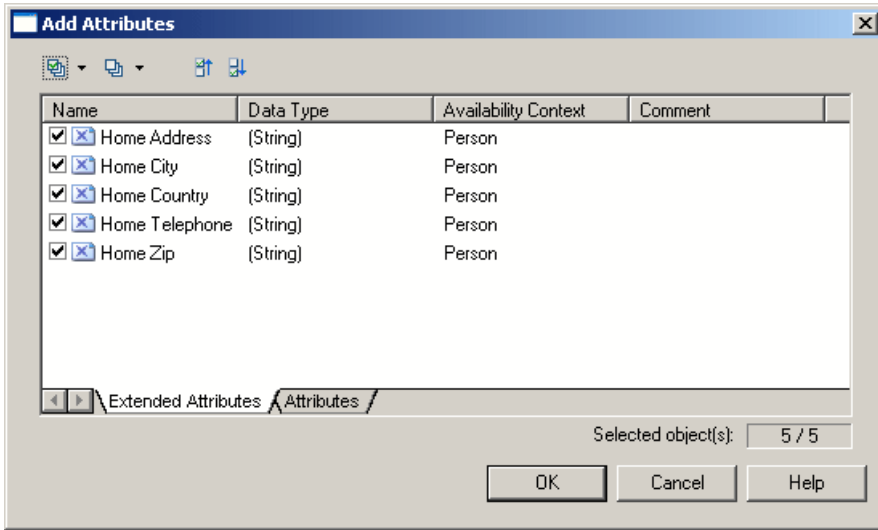 Add Attributes
Name Data Type Availability Context Comment
Home Address (String) Person
Home City (String) Person
Home Country (String) Person
Home Telephone (String) Person
Home Zip (String) Person
Extended Attributes Attributes
Selected object(s): 5 / 5
OK Cancel Help